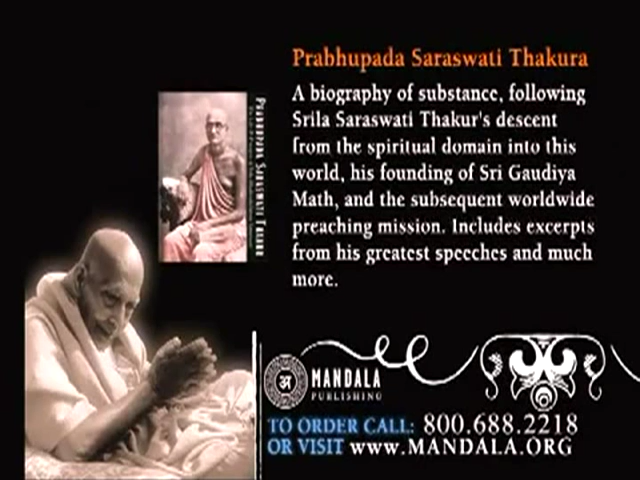 Prabhupada Saraswati Thakura
A biography of substance, following
Srila Saraswati Thakur's descent
from the spiritual domain into this
world, his founding of Sri Gaudiya
Math, and the subsequent worldwide
preaching mission. Includes excerpts
from his greatest speeches and much
more.
Prabhupada Saraswati Thakur
अ
MANDALA
PUBLISHING
TO ORDER CALL: 800.688.2218
OR VISIT www.MANDALA.ORG